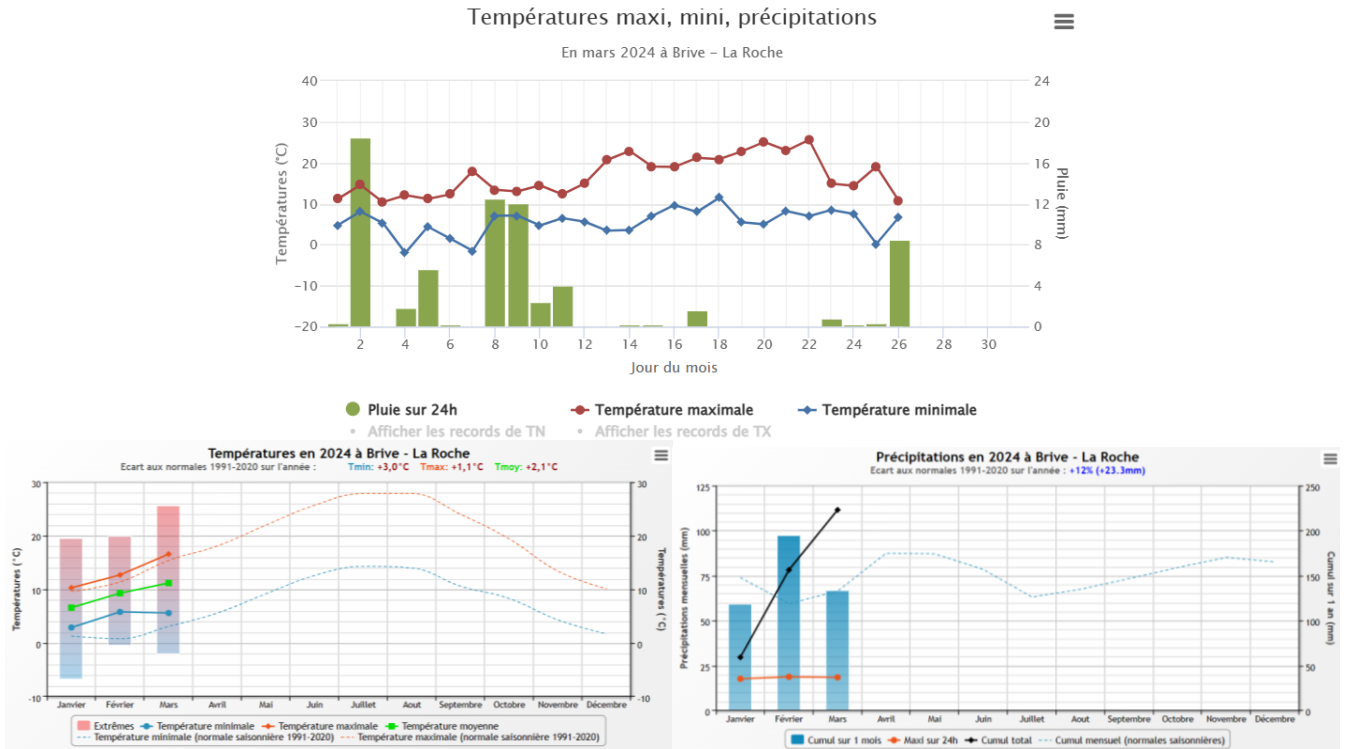 Températures maxi, mini, précipitations
En mars 2024 à Brive - La Roche
Températures (°C)
40
30
20
10
0
-10
-20
Pluie (mm)
24
20
16
12
8
4
0
2 4 6 8 10 12 14 16 18 20 22 24 26 28 30
Jour du mois
Pluie sur 24h Température maximale Température minimale
Afficher les records de TN Afficher les records de TX
Températures en 2024 à Brive - La Roche
Ecart aux normales 1991-2020 sur l'année : Tmin: +3,0°C Tmax: +1,1°C Tmoy: +2,1°C
Températures (°C)
30
20
10
0
-10
Températures (°C)
30
20
10
0
-10
Janvier Février Mars Avril Mai Juin Juillet Aout Septembre Octobre Novembre Décembre
Extrêmes Température minimale Température maximale Température moyenne
Température minimale (normale saisonnière 1991-2020) Température maximale (normale saisonnière 1991-2020)
Précipitations en 2024 à Brive - La Roche
Ecart aux normales 1991-2020 sur l'année : +12% (+23.3mm)
Précipitations mensuelles (mm)
125
100
75
50
25
0
Cumul sur 1 an (mm)
250
200
150
100
50
0
Janvier Février Mars Avril Mai Juin Juillet Aout Septembre Octobre Novembre Décembre
Cumul sur 1 mois Maxi sur 24h Cumul total Cumul mensuel (normales saisonnières)